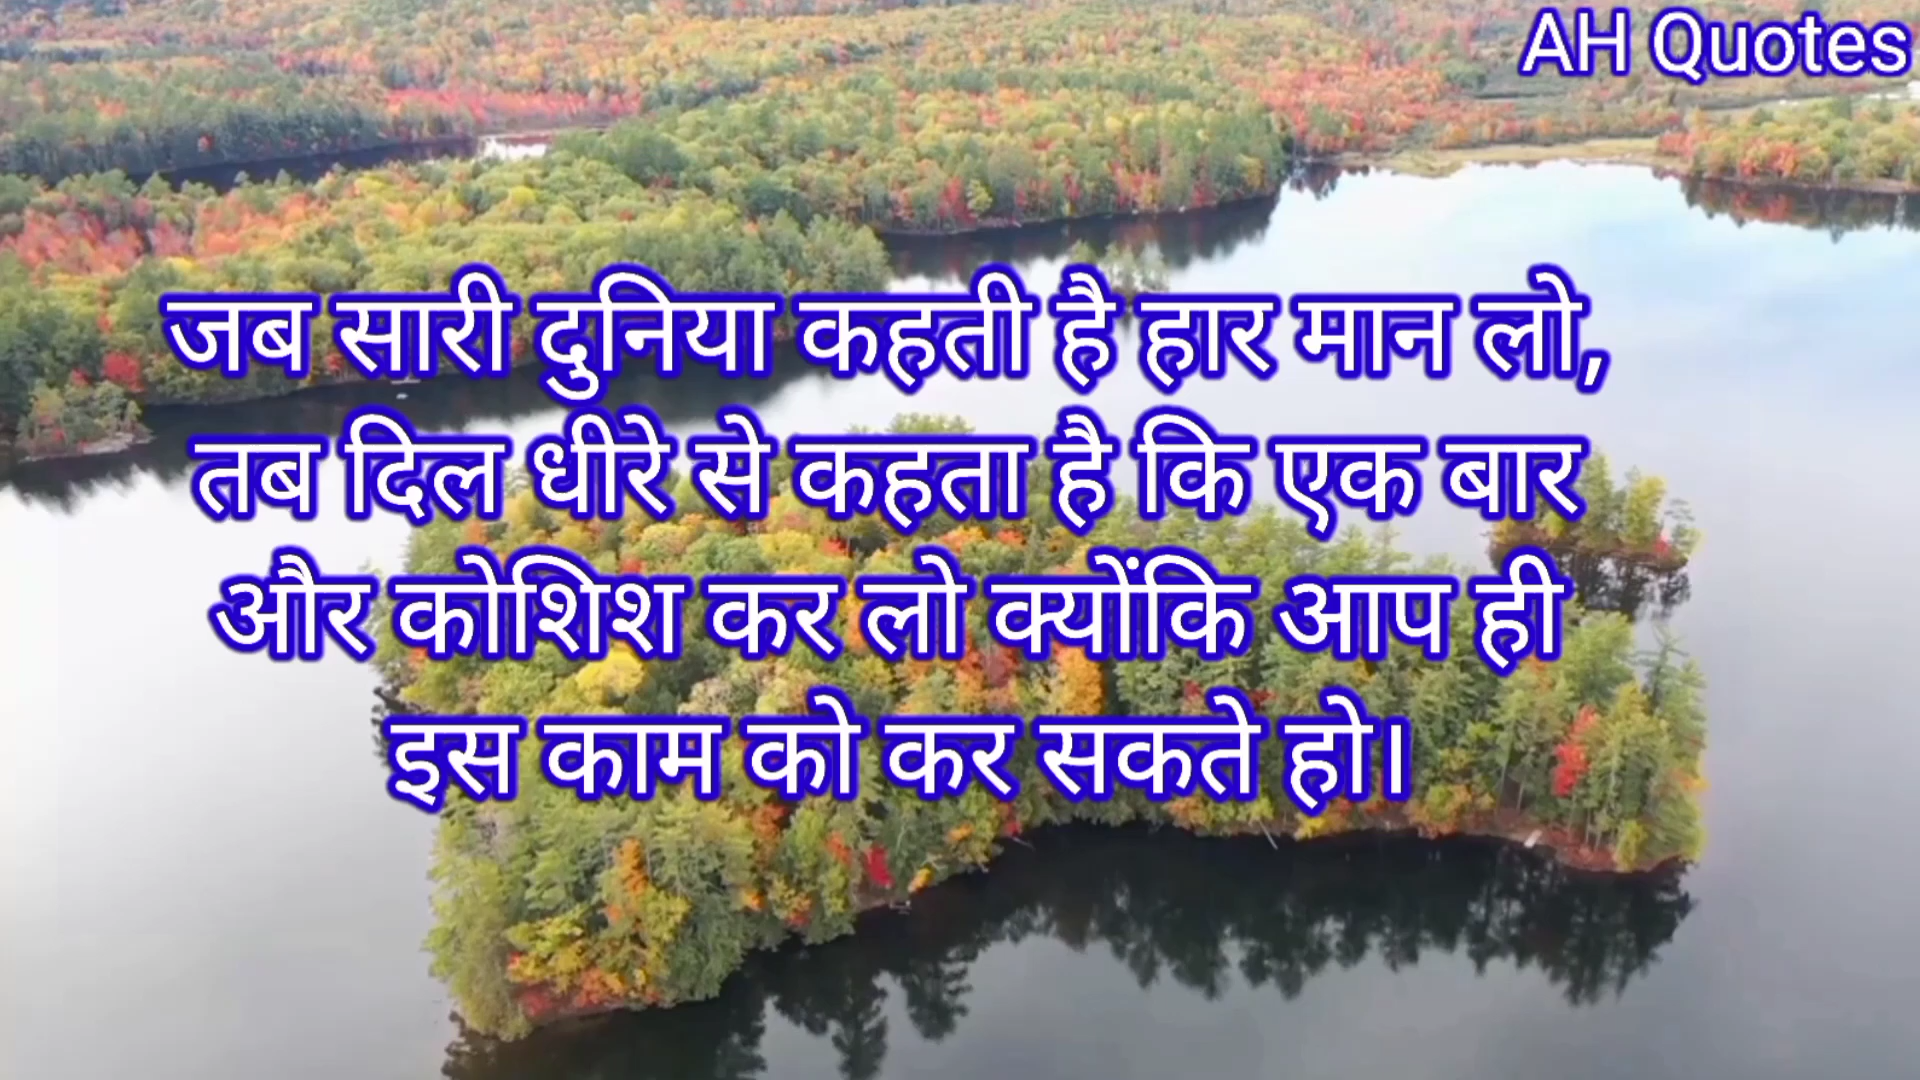 AH Quotes
जब सारी दुनिया कहती है हार मान लो,
तब दिल धीरे से कहता है कि एक बार
और कोशिश कर लो क्योंकि आप ही
इस काम को कर सकते हो।